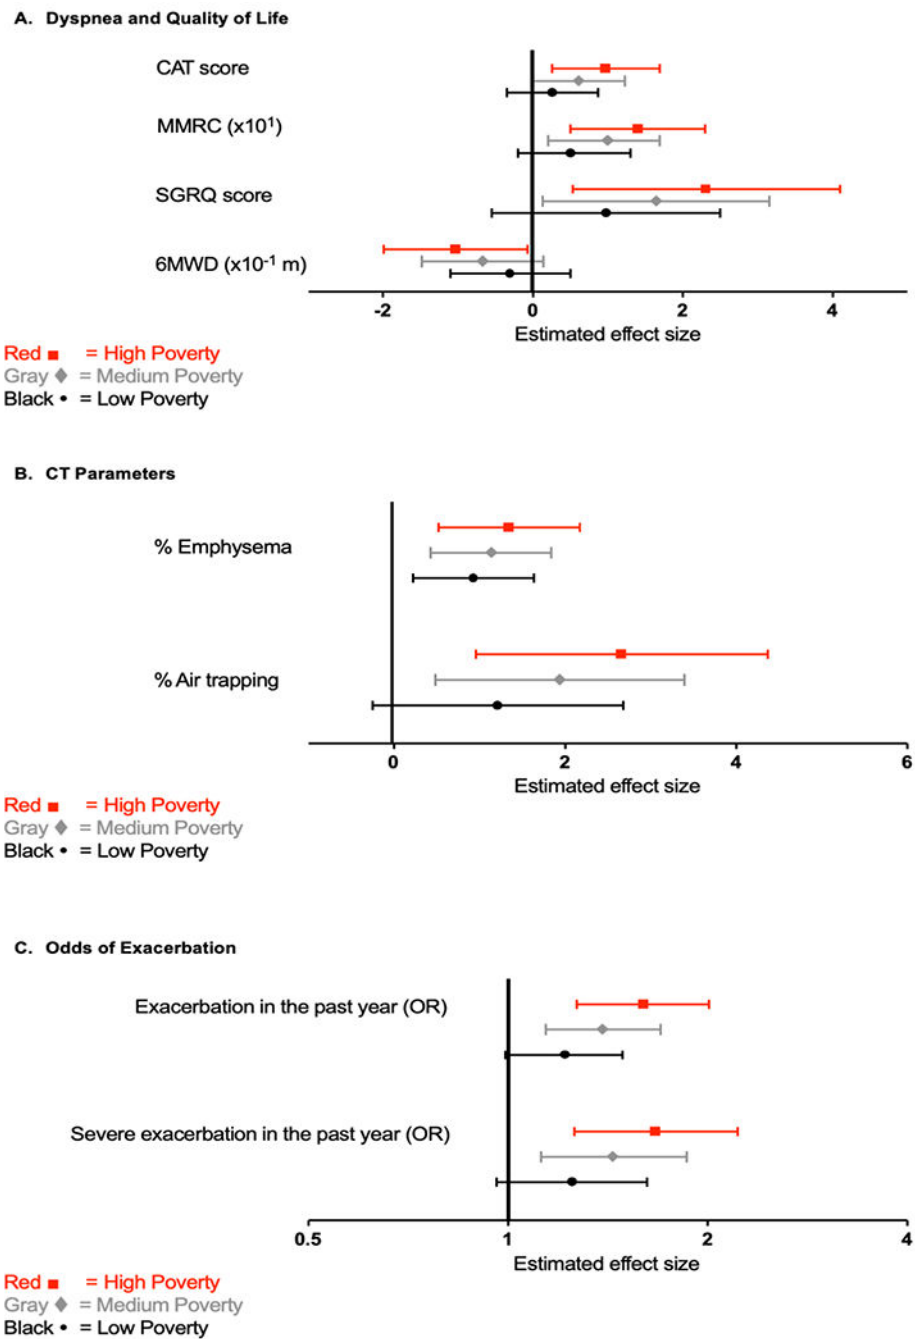 A. Dyspnea and Quality of Life
CAT score
MMRC (x10¹)
SGRQ score
6MWD (x10⁻¹ m)
-2 0 2 4
Estimated effect size
Red ■ = High Poverty
Gray ◆ = Medium Poverty
Black • = Low Poverty
B. CT Parameters
% Emphysema
% Air trapping
0 2 4 6
Estimated effect size
Red ■ = High Poverty
Gray ◆ = Medium Poverty
Black • = Low Poverty
C. Odds of Exacerbation
Exacerbation in the past year (OR)
Severe exacerbation in the past year (OR)
0.5 1 2 4
Estimated effect size
Red ■ = High Poverty
Gray ◆ = Medium Poverty
Black • = Low Poverty